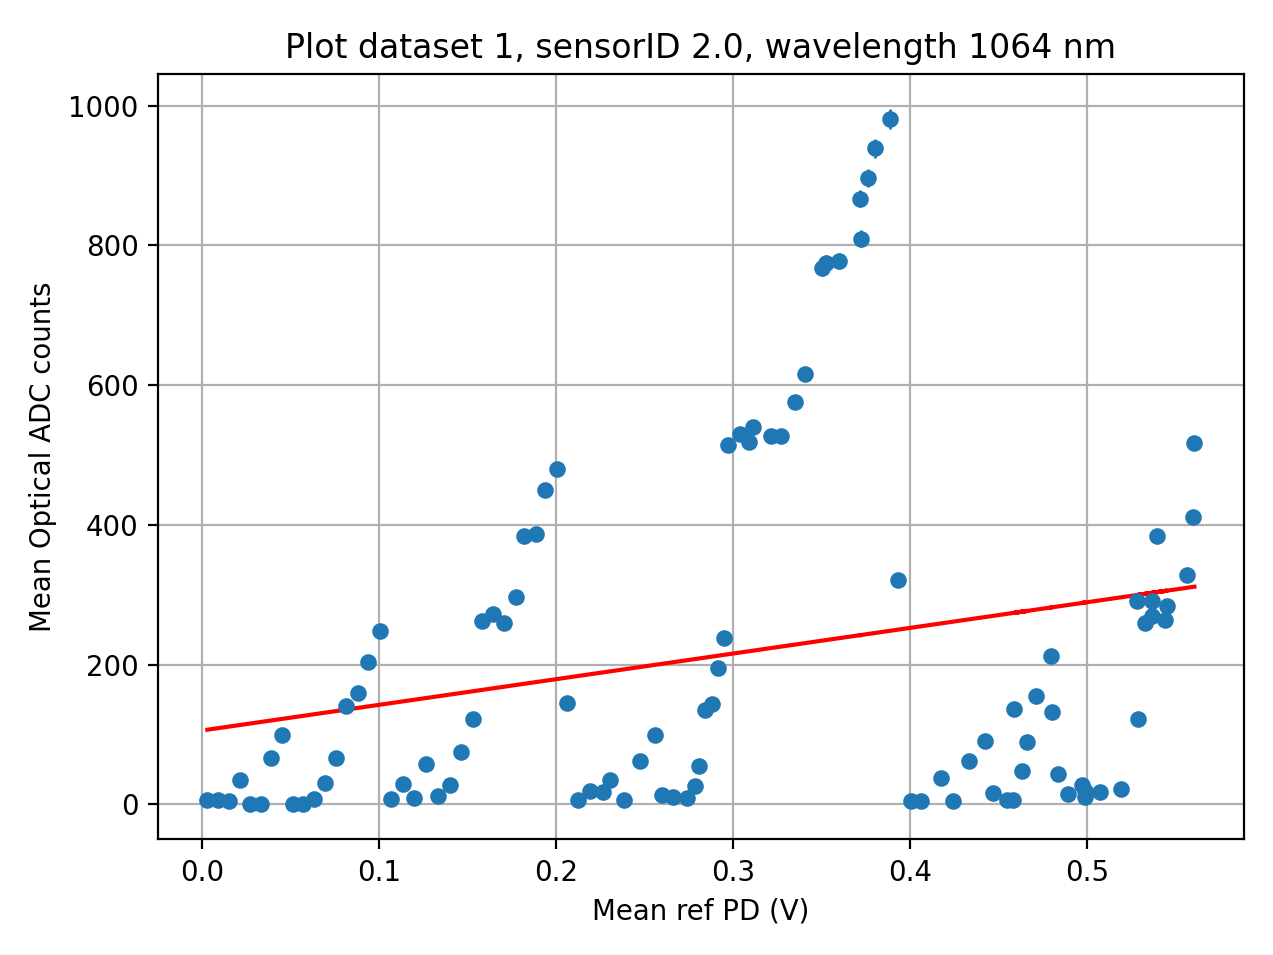 Plot dataset 1, sensorID 2.0, wavelength 1064 nm
1000
800
600
400
200
0
Mean Optical ADC counts
0.0 0.1 0.2 0.3 0.4 0.5
Mean ref PD (V)